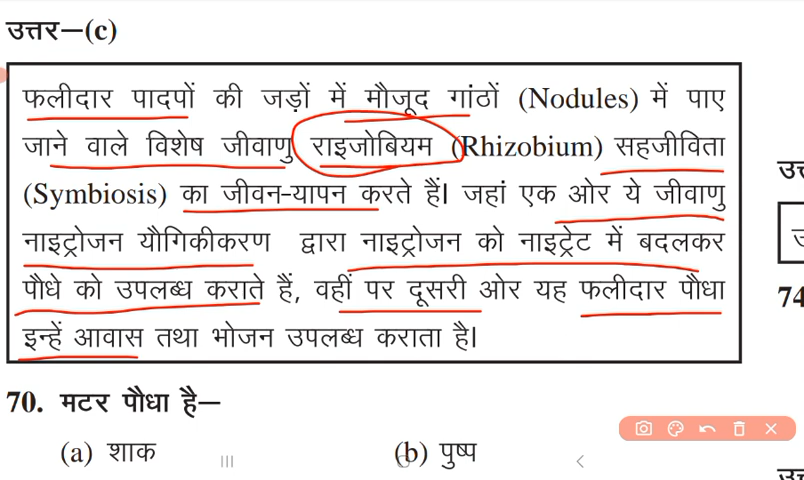 उत्तर—(c)
फलीदार पादपों की जड़ों में मौजूद गांठों (Nodules) में पाए
जाने वाले विशेष जीवाणु राइजोबियम (Rhizobium) सहजीविता
(Symbiosis) का जीवन-यापन करते हैं। जहां एक ओर ये जीवाणु
नाइट्रोजन यौगिकीकरण द्वारा नाइट्रोजन को नाइट्रेट में बदलकर
पौधे को उपलब्ध कराते हैं, वहीं पर दूसरी ओर यह फलीदार पौधा
इन्हें आवास तथा भोजन उपलब्ध कराता है।
70. मटर पौधा है—
(a) शाक (b) पुष्प
74